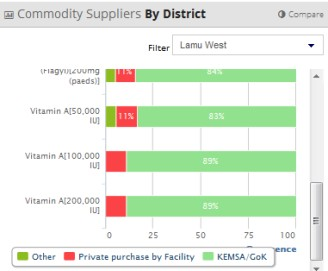 Commodity Suppliers By District
Compare
Filter
Lamu West
(Flagyl)[200mg
(paeds)]
11%
84%
Vitamin A[50,000
IU]
11%
83%
Vitamin A[100,000
IU]
89%
Vitamin A[200,000
IU]
89%
0 25 50 75 100
ence
Other Private purchase by Facility KEMSA/GoK